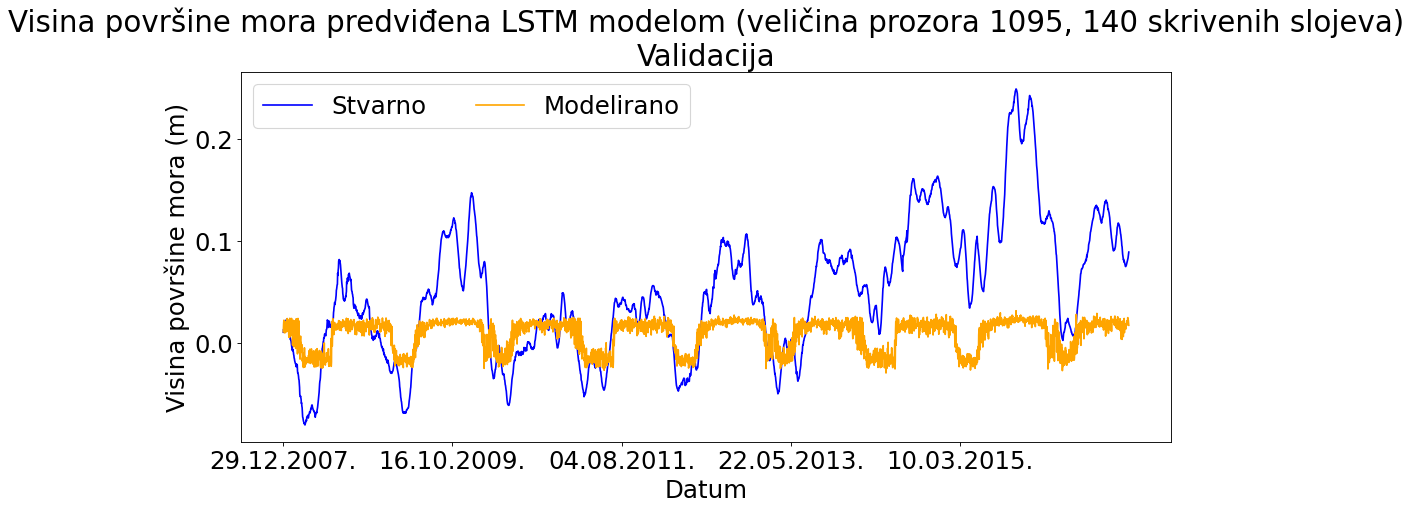 Visina površine mora predviđena LSTM modelom (veličina prozora 1095, 140 skrivenih slojeva)
Validacija
Stvarno Modelirano
Visina površine mora (m)
0.2
0.1
0.0
29.12.2007. 16.10.2009. 04.08.2011. 22.05.2013. 10.03.2015.
Datum